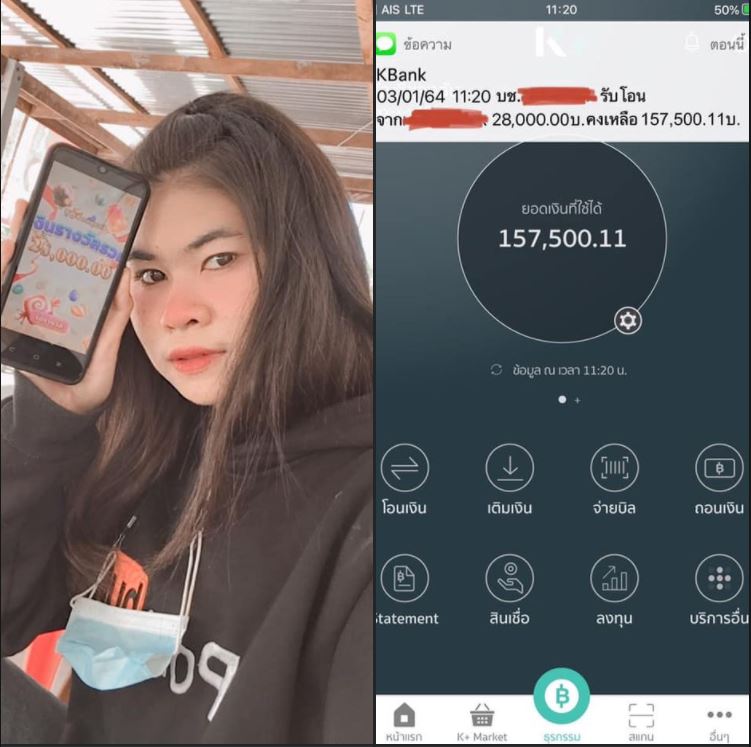 เงินรางวัลรวม
28,000.00
AIS LTE
11:20
50%
ข้อความ
K+
ตอนนี้
KBank
03/01/64 11:20 บช. รับโอน
จาก 28,000.00บ.คงเหลือ 157,500.11บ.
ยอดเงินที่ใช้ได้
157,500.11
ข้อมูล ณ เวลา 11:20 น.
โอนเงิน
เติมเงิน
จ่ายบิล
ถอนเงิน
Statement
สินเชื่อ
ลงทุน
บริการอื่น
หน้าแรก
K+ Market
ธุรกรรม
สแกน
อื่นๆ